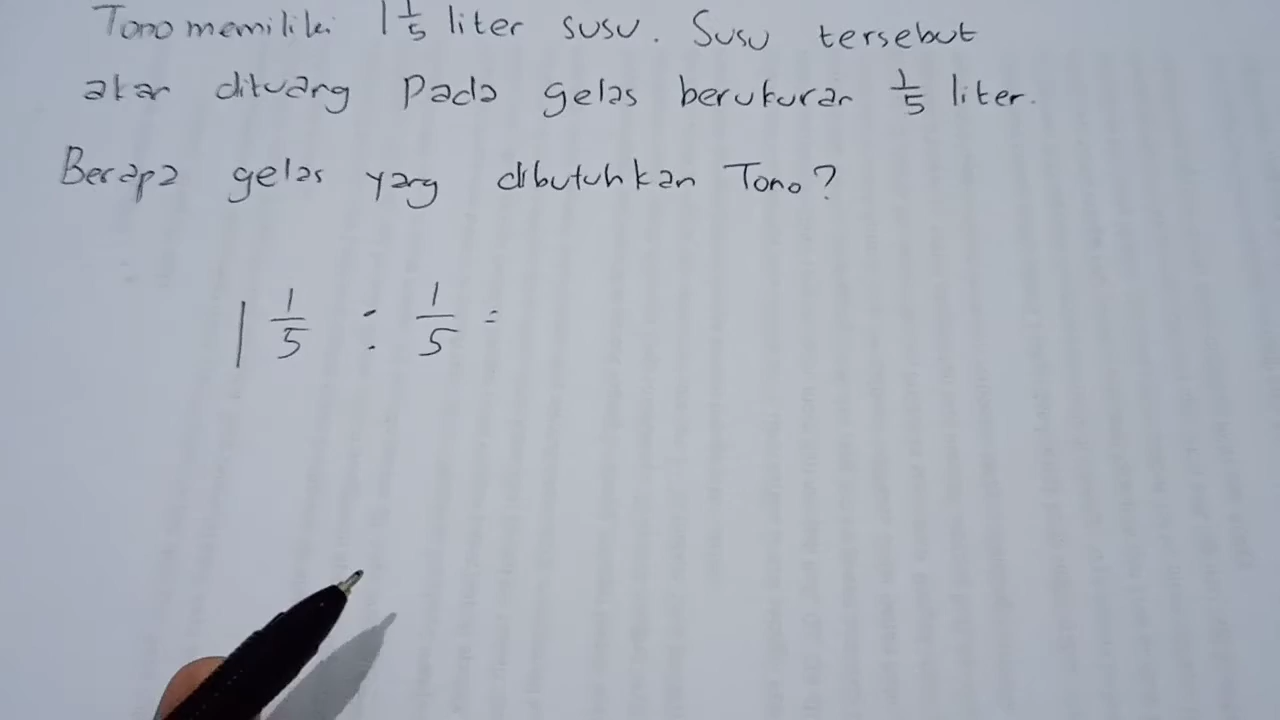 Tono memiliki 1 1/5 liter susu. Susu tersebut
akan dituang pada gelas berukuran 1/5 liter.
Berapa gelas yang dibutuhkan Tono?
1 1/5 : 1/5 =